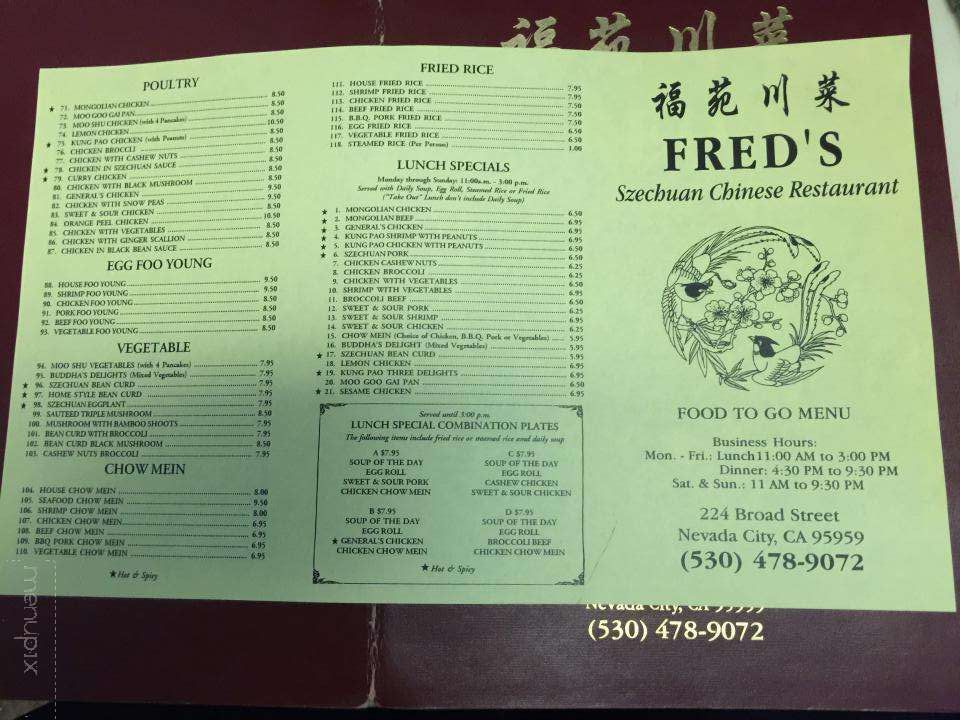 福苑川菜
POULTRY
★ 71. MONGOLIAN CHICKEN 8.50
72. MOO GOO GAI PAN 8.50
73. MOO SHU CHICKEN (with 4 Pancakes) 8.50
74. LEMON CHICKEN 10.50
★ 75. KUNG PAO CHICKEN (with Peanuts) 8.50
76. CHICKEN BROCCLI 8.50
77. CHICKEN WITH CASHEW NUTS 8.50
★ 78. CHICKEN IN SZECHUAN SAUCE 8.50
★ 79. CURRY CHICKEN 8.50
80. CHICKEN WITH BLACK MUSHROOM 8.50
81. GENERAL'S CHICKEN 9.50
82. CHICKEN WITH SNOW PEAS 9.50
83. SWEET & SOUR CHICKEN 8.50
84. ORANGE PEEL CHICKEN 10.50
85. CHICKEN WITH VEGETABLES 8.50
86. CHICKEN WITH GINGER SCALLION 8.50
87. CHICKEN IN BLACK BEAN SAUCE 8.50
EGG FOO YOUNG
88. HOUSE FOO YOUNG 9.50
89. SHRIMP FOO YOUNG 9.50
90. CHICKEN FOO YOUNG 8.50
91. PORK FOO YOUNG 8.50
92. BEEF FOO YOUNG 8.50
93. VEGETABLE FOO YOUNG 8.50
VEGETABLE
94. MOO SHU VEGETABLES (with 4 Pancakes) 7.95
95. BUDDHA'S DELIGHTS (Mixed Vegetables) 7.95
★ 96. SZECHUAN BEAN CURD 7.95
★ 97. HOME STYLE BEAN CURD 7.95
★ 98. SZECHUAN EGGPLANT 7.95
99. SAUTEED TRIPLE MUSHROOM 8.50
100. MUSHROOM WITH BAMBOO SHOOTS 7.95
101. BEAN CURD WITH BROCCOLI 7.95
102. BEAN CURD BLACK MUSHROOM 8.50
103. CASHEW NUTS BROCCOLI 7.95
CHOW MEIN
104. HOUSE CHOW MEIN 8.00
105. SEAFOOD CHOW MEIN 9.50
106. SHRIMP CHOW MEIN 8.00
107. CHICKEN CHOW MEIN 6.95
108. BEEF CHOW MEIN 6.95
109. BBQ PORK CHOW MEIN 6.95
110. VEGETABLE CHOW MEIN 6.95
★Hot & Spicy
FRIED RICE
111. HOUSE FRIED RICE 7.95
112. SHRIMP FRIED RICE 7.95
113. CHICKEN FRIED RICE 7.50
114. BEEF FRIED RICE 7.50
115. B.B.Q. PORK FRIED RICE 7.50
116. EGG FRIED RICE 6.50
117. VEGETABLE FRIED RICE 6.50
118. STEAMED RICE (Per Person) 1.00
LUNCH SPECIALS
Monday through Sunday: 11:00a.m. - 3:00 p.m.
Served with Daily Soup, Egg Roll, Steamed Rice or Fried Rice
("Take Out" Lunch don't include Daily Soup)
★ 1. MONGOLIAN CHICKEN 6.50
★ 2. MONGOLIAN BEEF 6.50
★ 3. GENERAL'S CHICKEN 6.50
★ 4. KUNG PAO SHRIMP WITH PEANUTS 6.95
★ 5. KUNG PAO CHICKEN WITH PEANUTS 6.50
★ 6. SZECHUAN PORK 6.50
7. CHICKEN CASHEW NUTS 6.25
8. CHICKEN BROCCOLI 6.25
9. CHICKEN WITH VEGETABLES 6.25
10. SHRIMP WITH VEGETABLES 6.95
11. BROCCOLI BEEF 6.50
12. SWEET & SOUR PORK 6.25
13. SWEET & SOUR SHRIMP 6.95
14. SWEET & SOUR CHICKEN 6.25
15. CHOW MEIN (Choice of Chicken, B.B.Q. Pork or Vegetables) 5.95
16. BUDDHA'S DELIGHT (Mixed Vegetables) 5.95
★ 17. SZECHUAN BEAN CURD 5.95
18. LEMON CHICKEN 6.50
★ 19. KUNG PAO THREE DELIGHTS 6.95
20. MOO GOO GAI PAN 6.50
★ 21. SESAME CHICKEN 6.95
Served until 3:00 p.m.
LUNCH SPECIAL COMBINATION PLATES
The following items include fried rice or steamed rice and daily soup
A $7.95
SOUP OF THE DAY
EGG ROLL
SWEET & SOUR PORK
CHICKEN CHOW MEIN
C $7.95
SOUP OF THE DAY
EGG ROLL
CASHEW CHICKEN
SWEET & SOUR CHICKEN
B $7.95
SOUP OF THE DAY
EGG ROLL
★ GENERAL'S CHICKEN
CHICKEN CHOW MEIN
D $7.95
SOUP OF THE DAY
EGG ROLL
BROCCOLI BEEF
CHICKEN CHOW MEIN
★Hot & Spicy
福苑川菜
FRED'S
Szechuan Chinese Restaurant
FOOD TO GO MENU
Business Hours:
Mon. - Fri.: Lunch11:00 AM to 3:00 PM
Dinner: 4:30 PM to 9:30 PM
Sat. & Sun.: 11 AM to 9:30 PM
224 Broad Street
Nevada City, CA 95959
(530) 478-9072
Nevada City, CA 95959
(530) 478-9072
menupix